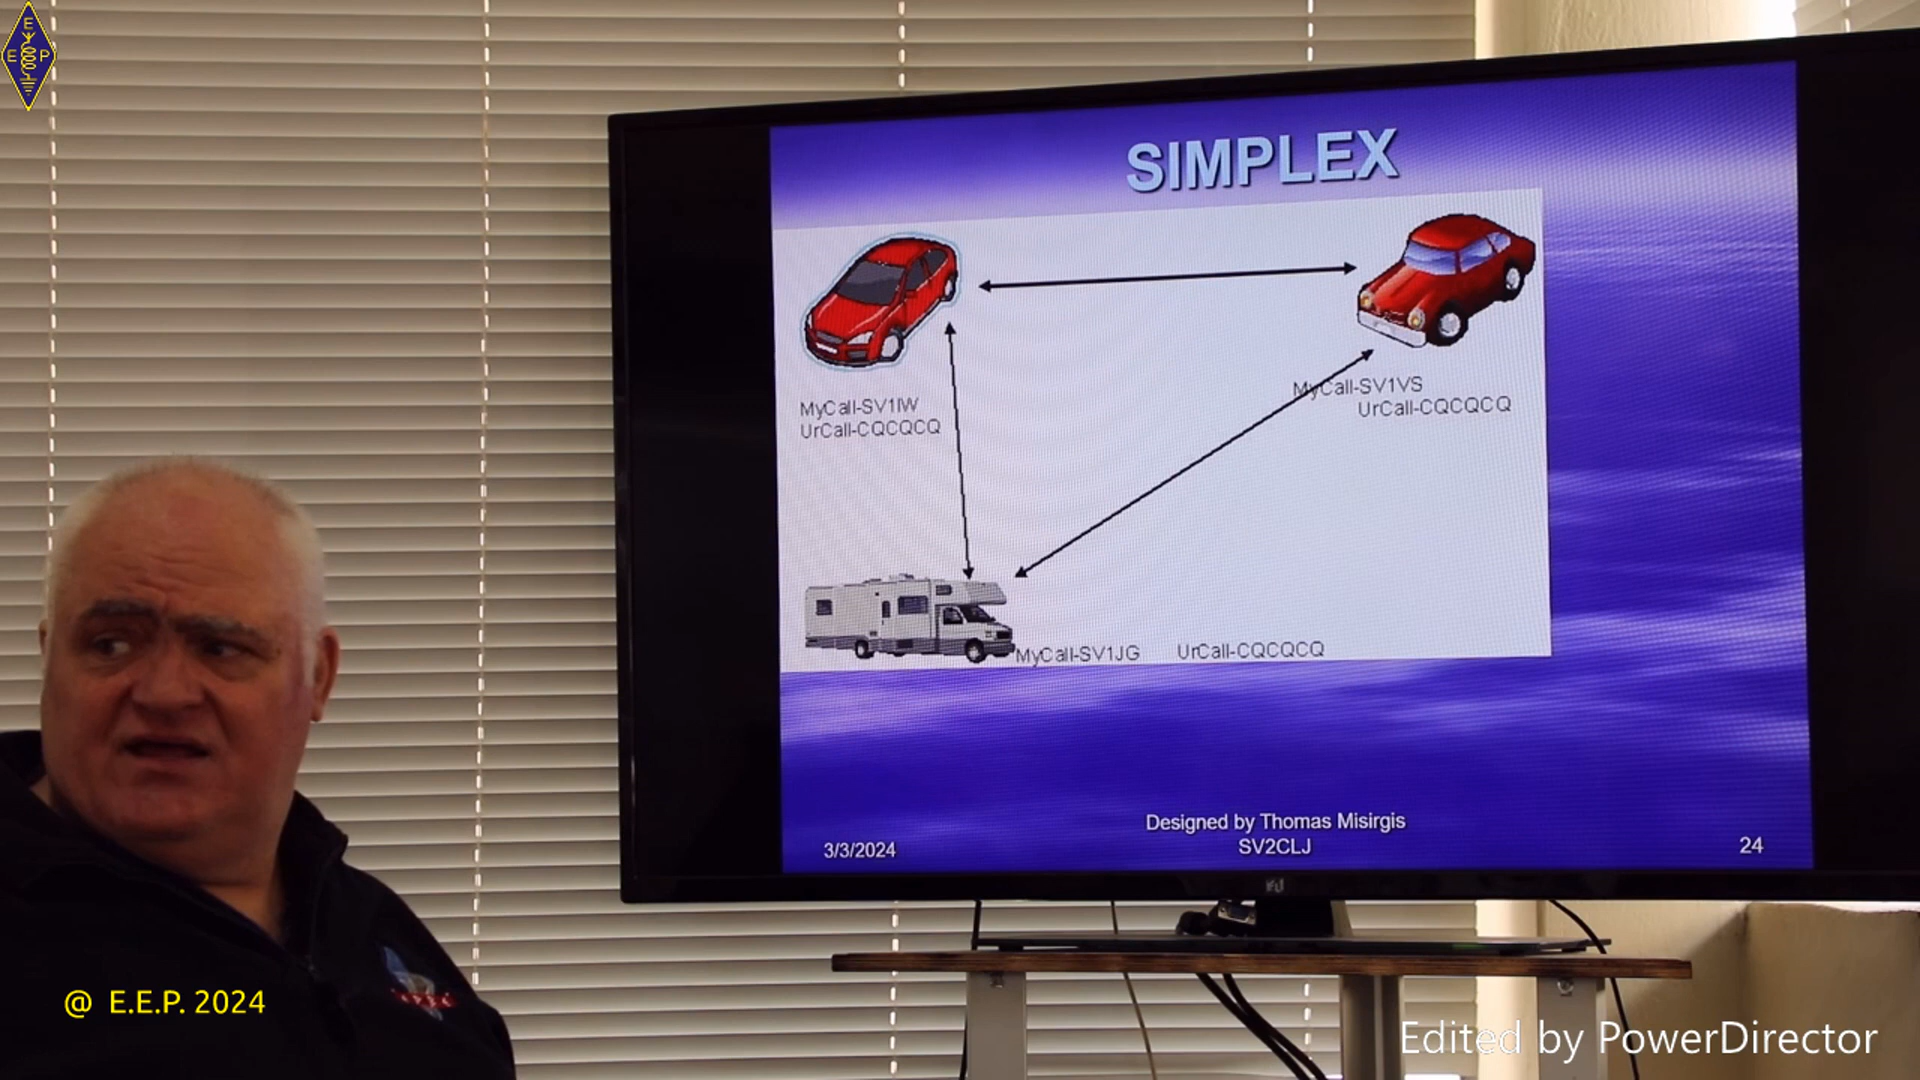 E
E P
SIMPLEX
MyCall-SV1IW
UrCall-CQCQCQ
MyCall-SV1VS
UrCall-CQCQCQ
MyCall-SV1JG UrCall-CQCQCQ
3/3/2024
Designed by Thomas Misirgis
SV2CLJ
24
@ E.E.P. 2024
Edited by PowerDirector